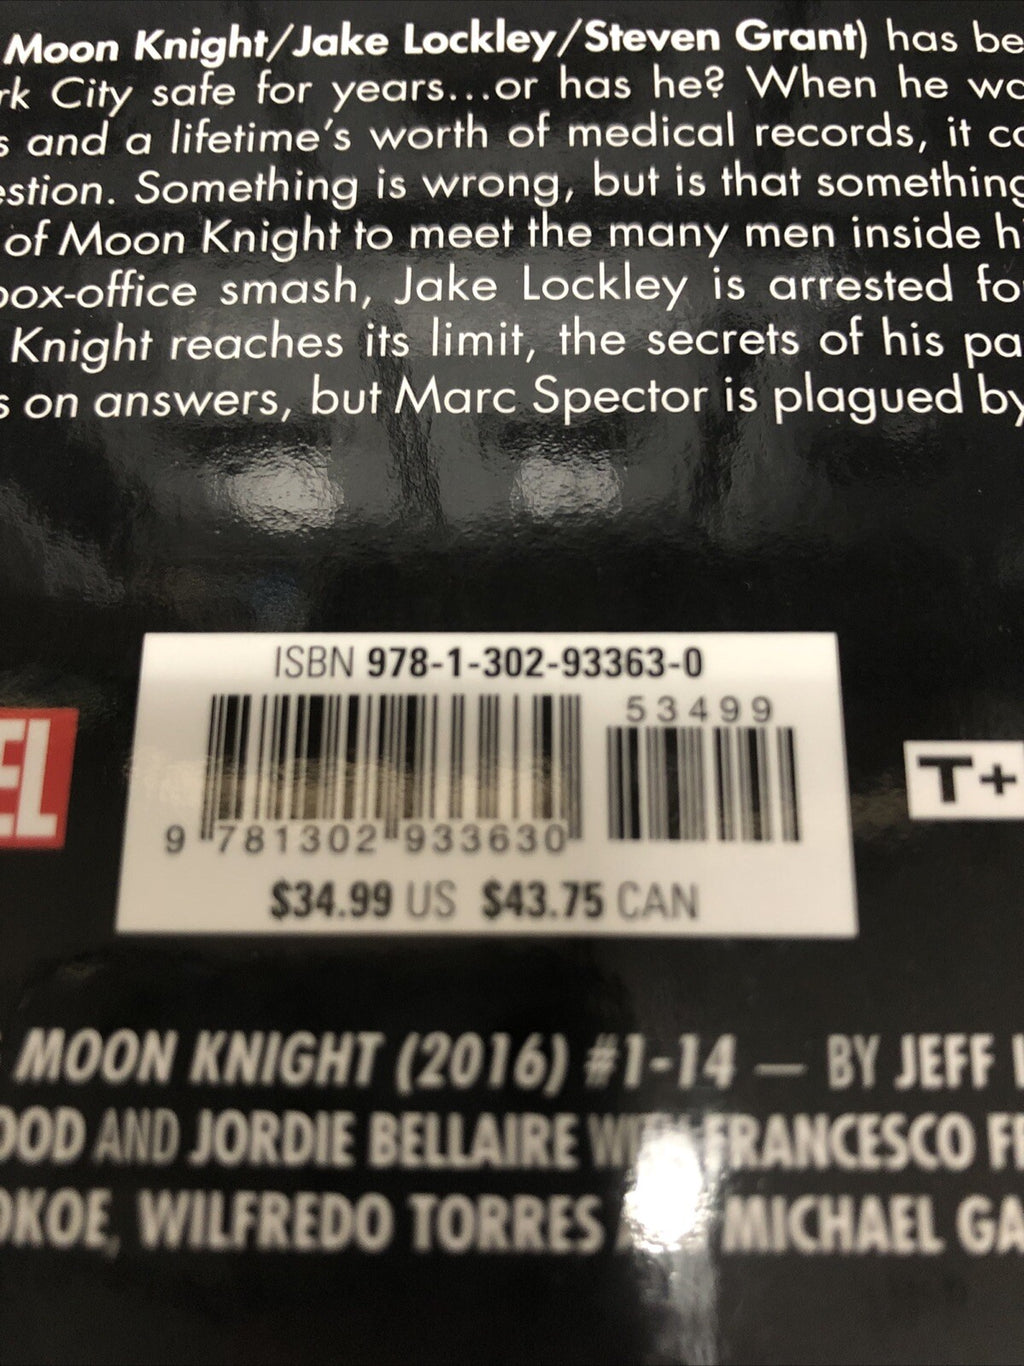 Moon Knight/Jake Lockley/Steven Grant) has be
rk City safe for years...or has he? When he wo
s and a lifetime's worth of medical records, it co
estion. Something is wrong, but is that something
of Moon Knight to meet the many men inside h
box-office smash, Jake Lockley is arrested fo
Knight reaches its limit, the secrets of his pa
s on answers, but Marc Spector is plagued by
ISBN 978-1-302-93363-0
53499
EL
T+
9 781302 933630
$34.99 US $43.75 CAN
MOON KNIGHT (2016) #1-14 — BY JEFF
OOD AND JORDIE BELLAIRE WITH FRANCESCO F
OKOE, WILFREDO TORRES MICHAEL GA